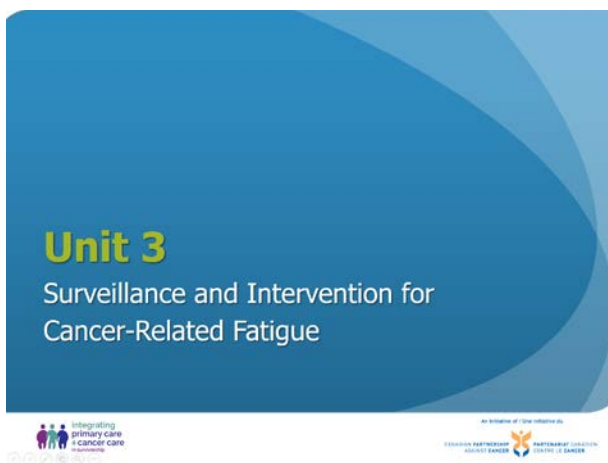 Unit 3
Surveillance and Intervention for
Cancer-Related Fatigue
integrating
primary care
+ cancer care
in survivorship
An initiative of / Une initiative du
CANADIAN PARTNERSHIP
AGAINST CANCER
PARTENARIAT CANADIEN
CONTRE LE CANCER